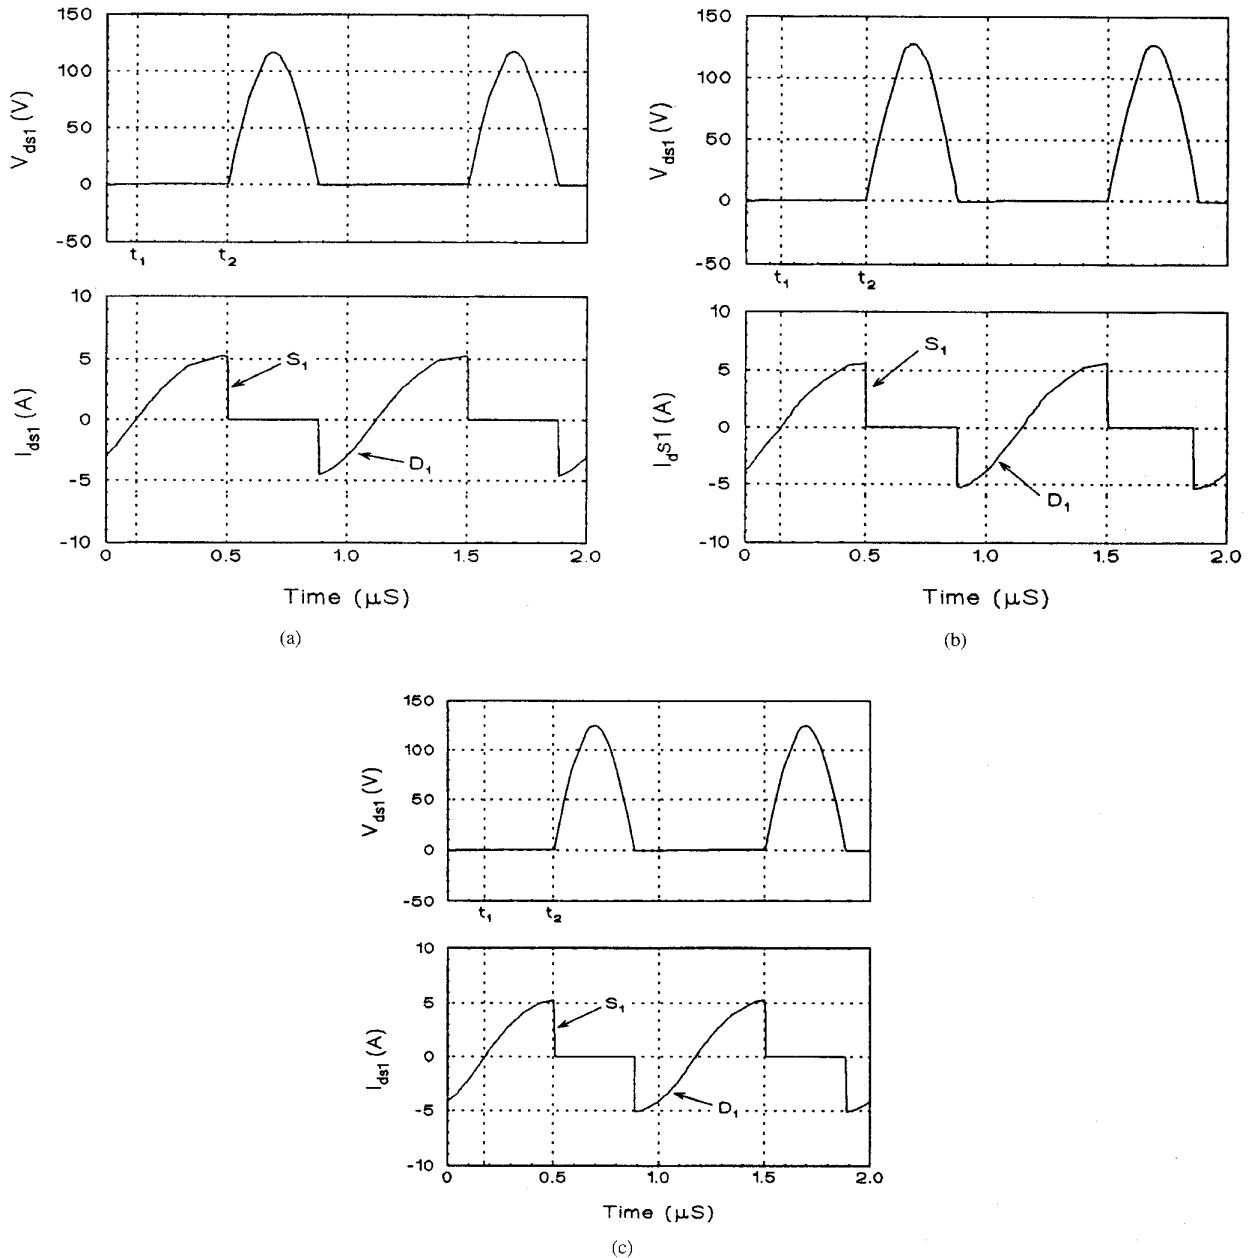 150
100
50
0
-50
V_ds1 (V)
t₁ t₂
10
5
0
-5
-10
I_ds1 (A)
S₁
D₁
0 0.5 1.0 1.5 2.0
Time (μS)
(a)
150
100
50
0
-50
V_ds1 (V)
t₁ t₂
10
5
0
-5
-10
I_dS1 (A)
S₁
D₁
0 0.5 1.0 1.5 2.0
Time (μS)
(b)
150
100
50
0
-50
V_ds1 (V)
t₁ t₂
10
5
0
-5
-10
I_ds1 (A)
S₁
D₁
0 0.5 1.0 1.5 2.0
Time (μS)
(c)